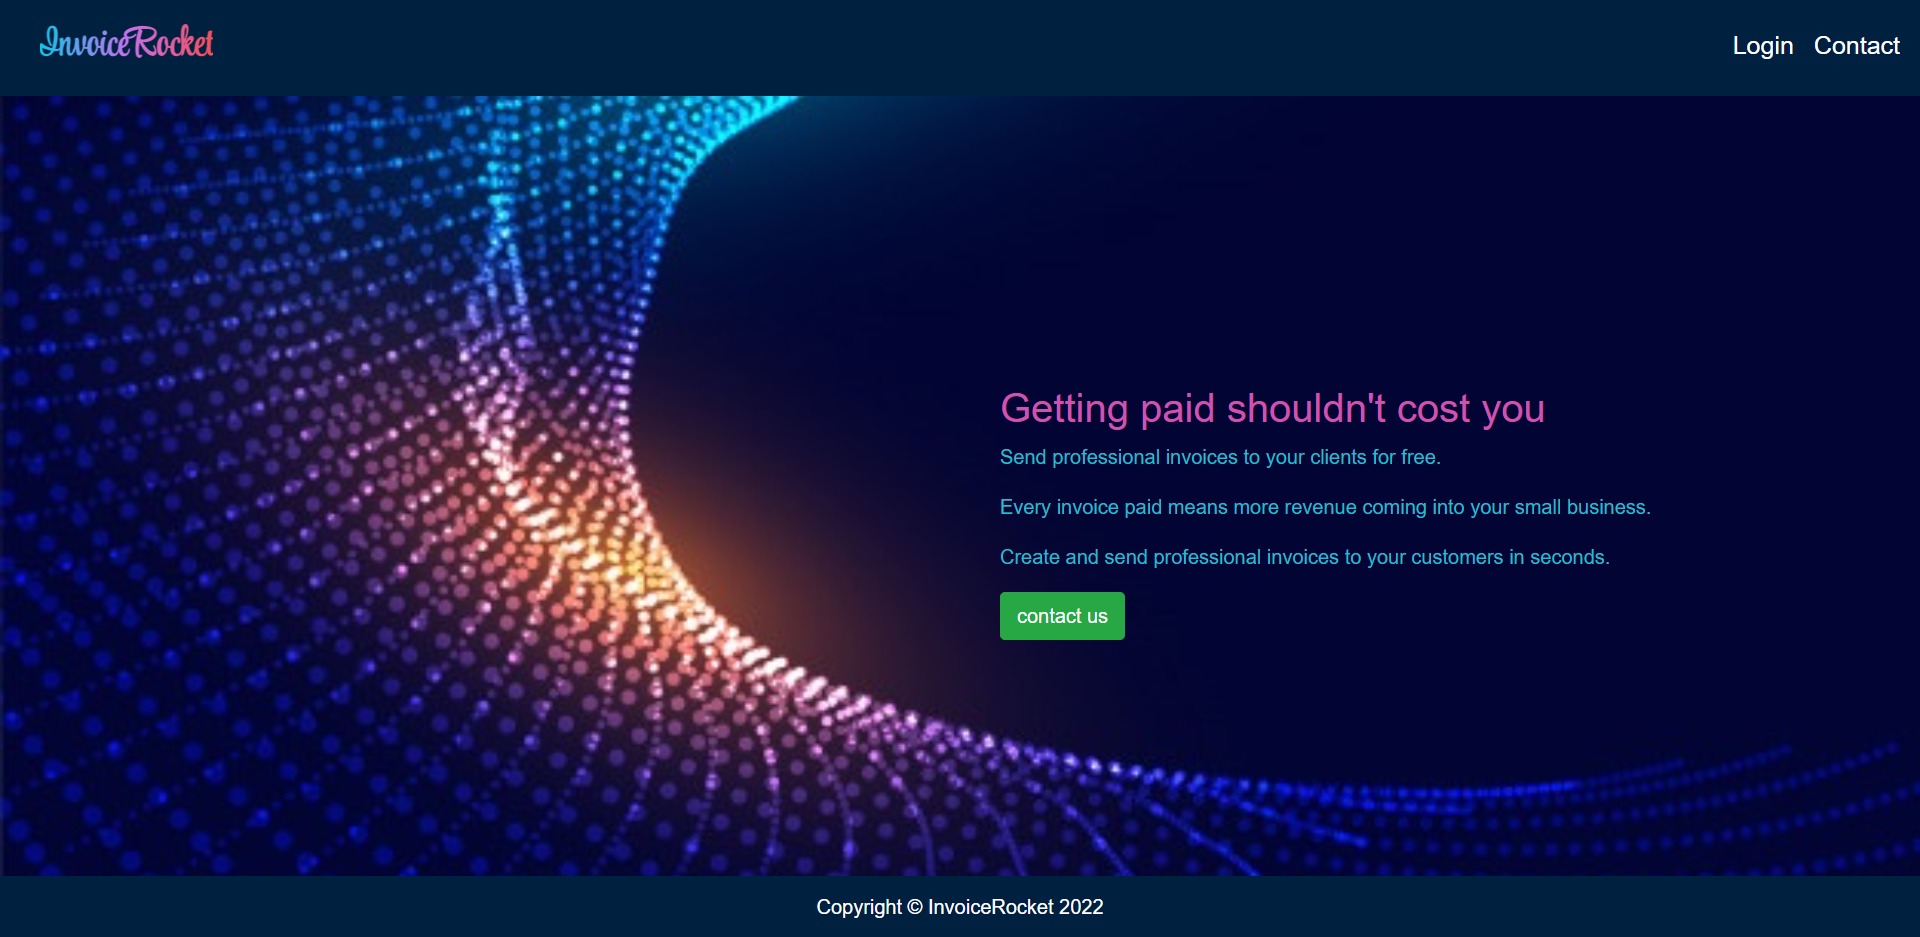 InvoiceRocket
Login Contact
Getting paid shouldn't cost you
Send professional invoices to your clients for free.
Every invoice paid means more revenue coming into your small business.
Create and send professional invoices to your customers in seconds.
contact us
Copyright © InvoiceRocket 2022